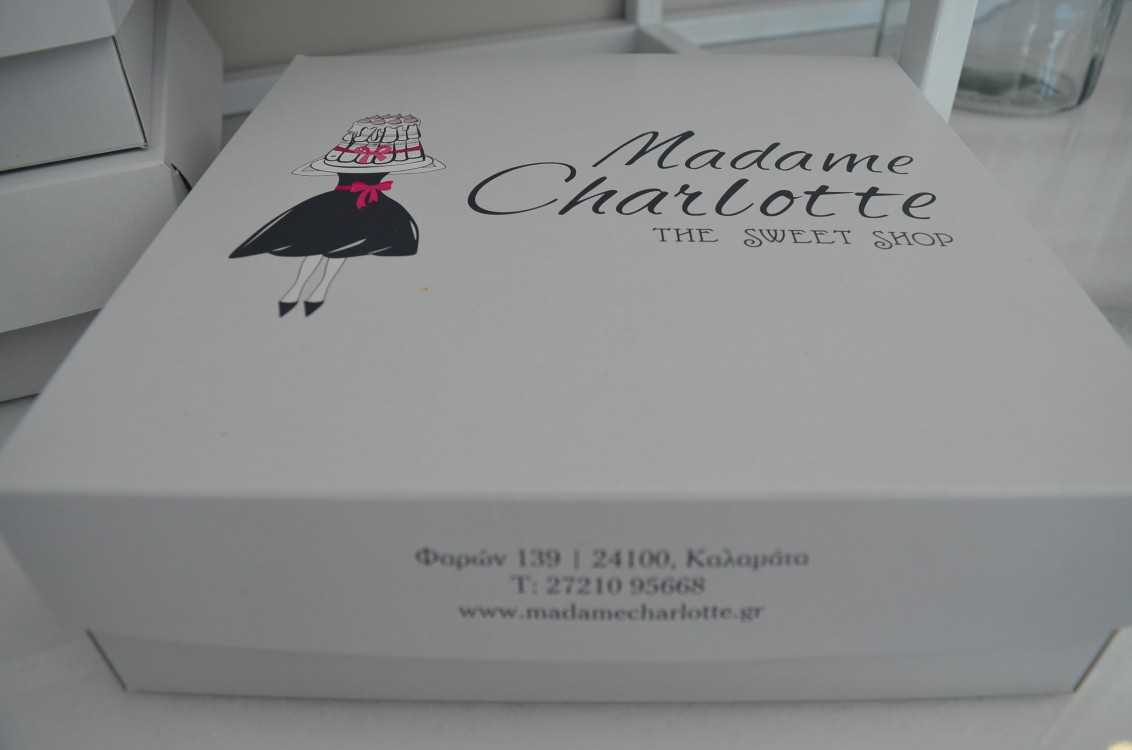 Madame
Charlotte
THE SWEET SHOP
Φαρών 139 | 24100, Καλαμάτα
Τ: 27210 95668
www.madamecharlotte.gr